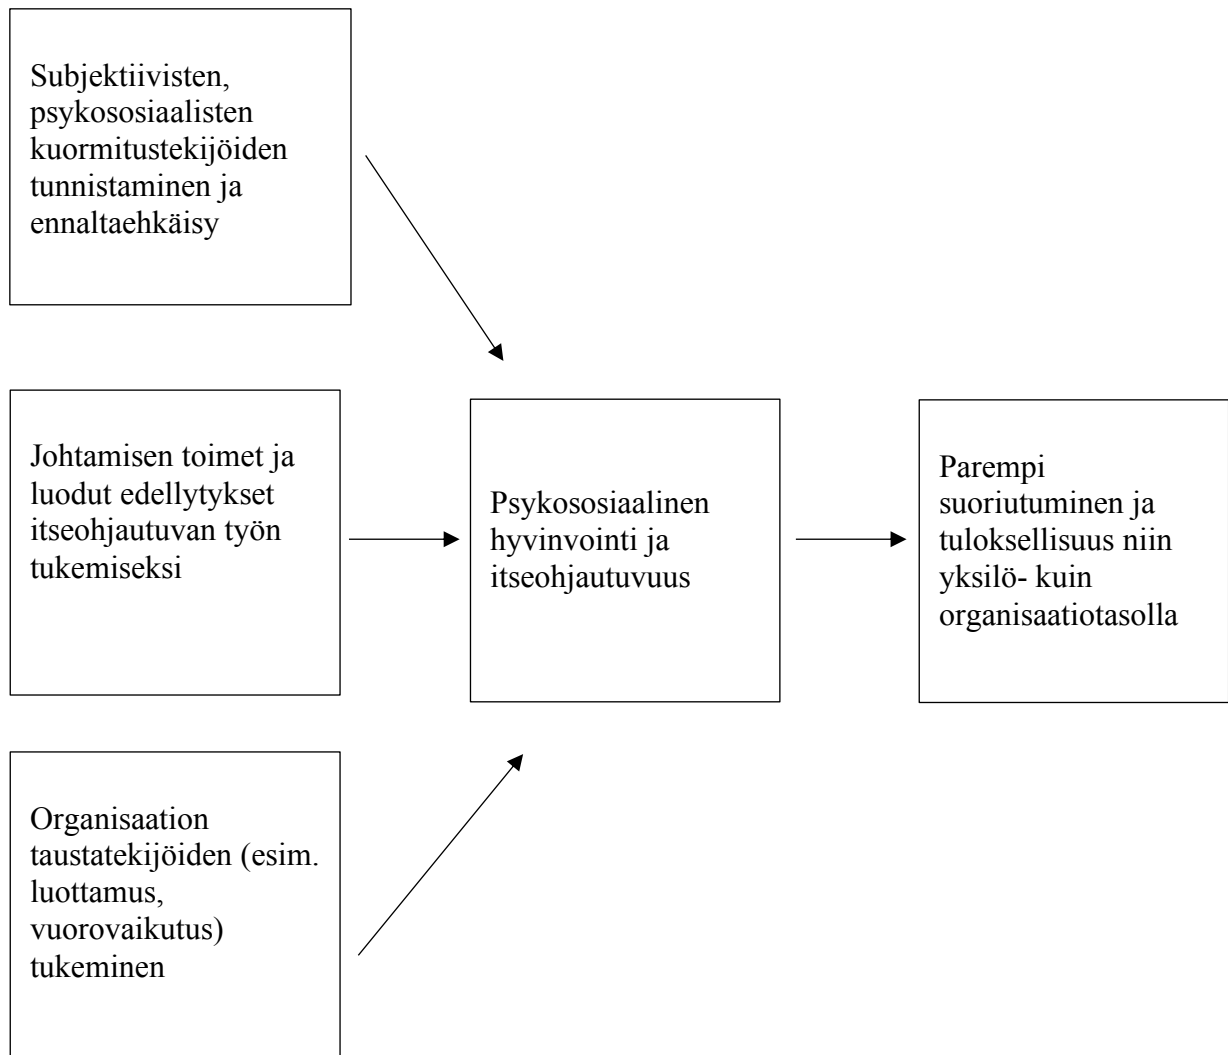 Subjektiivisten,
psykososiaalisten
kuormitustekijöiden
tunnistaminen ja
ennaltaehkäisy
Johtamisen toimet ja
luodut edellytykset
itseohjautuvan työn
tukemiseksi
Psykososiaalinen
hyvinvointi ja
itseohjautuvuus
Parempi
suoriutuminen ja
tuloksellisuus niin
yksilö- kuin
organisaatiotasolla
Organisaation
taustatekijöiden (esim.
luottamus,
vuorovaikutus)
tukeminen